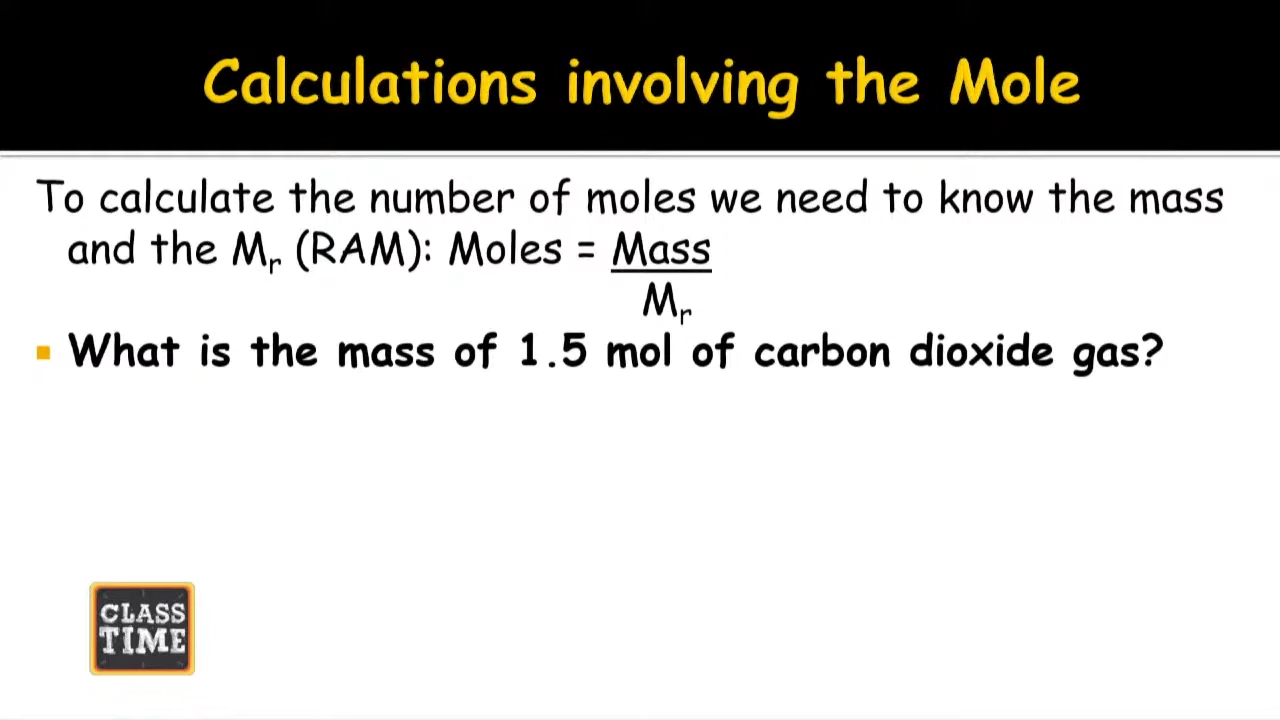 Calculations involving the Mole
To calculate the number of moles we need to know the mass
and the Mr (RAM): Moles = Mass
Mr
What is the mass of 1.5 mol of carbon dioxide gas?
CLASS
TIME